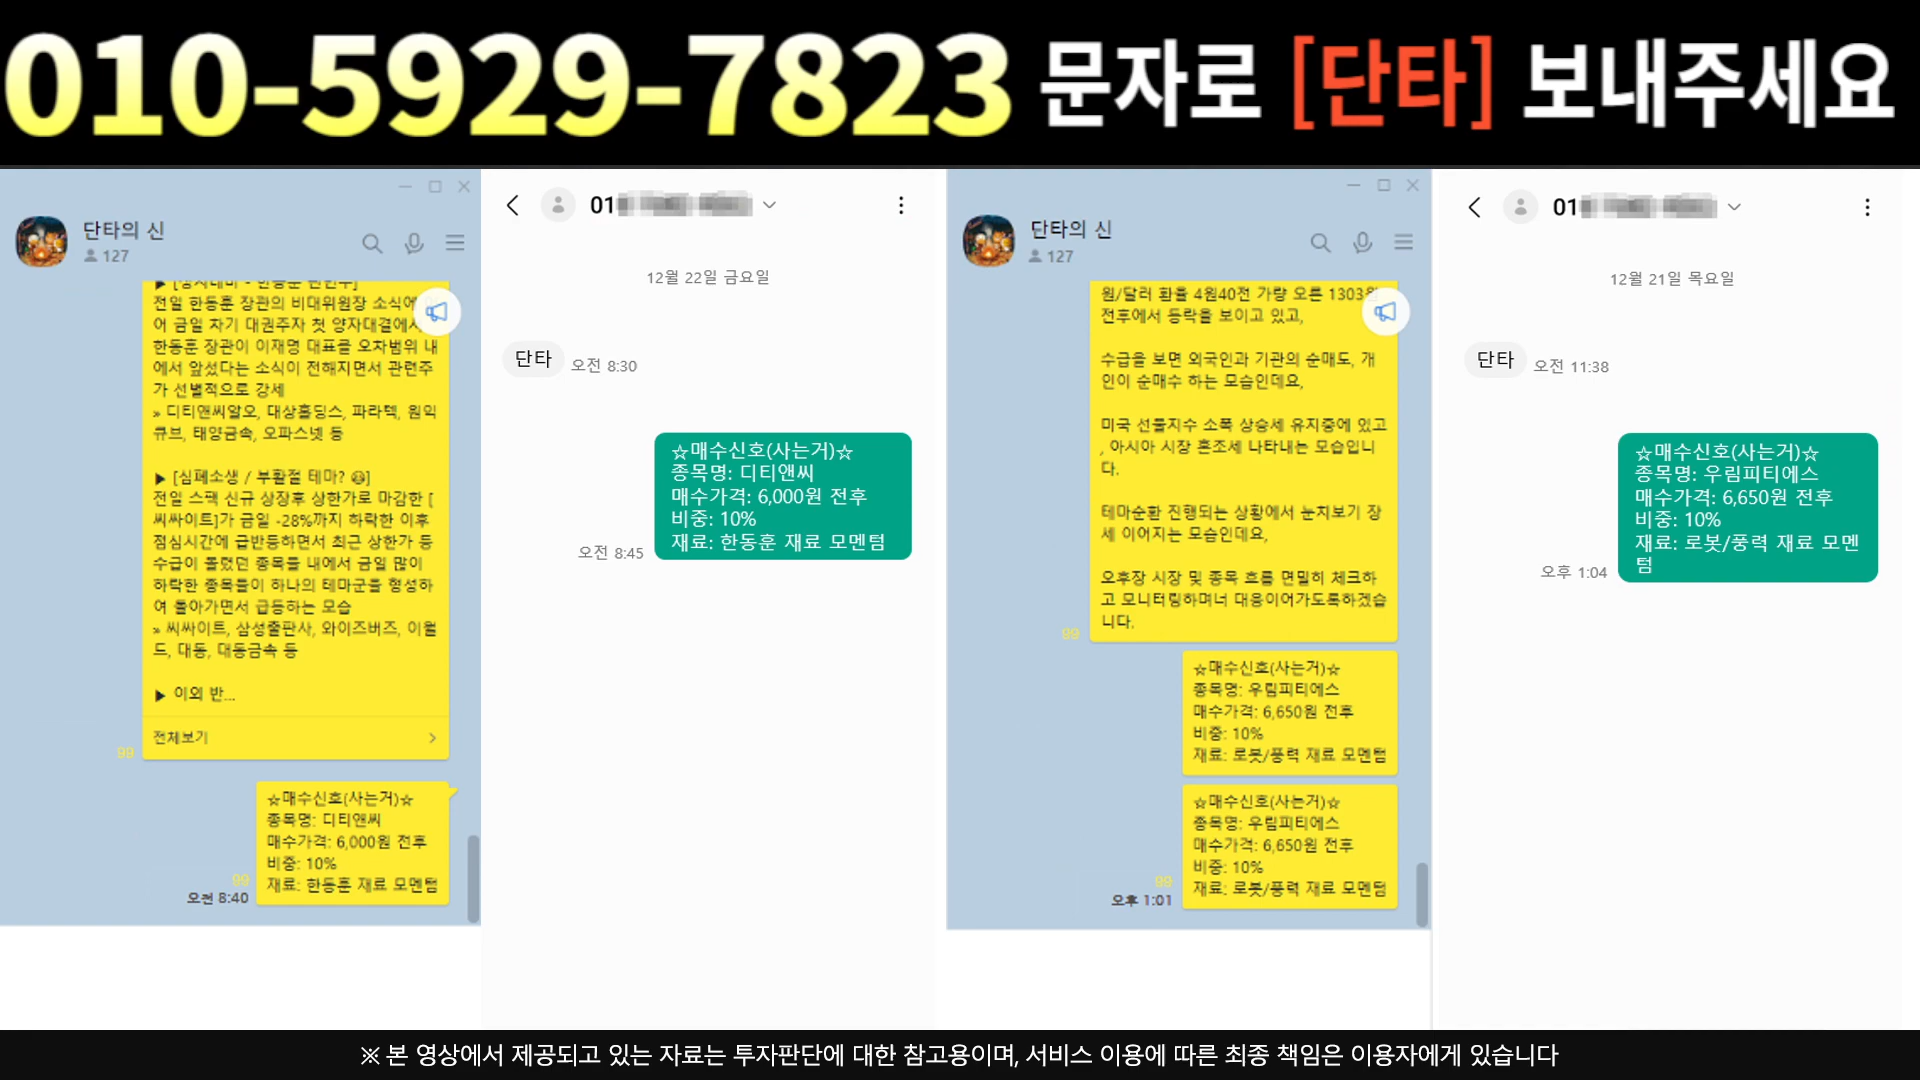 010-5929-7823 문자로 [단타] 보내주세요
단타의 신
127
전일 한동훈 장관의 비대위원장 소식에
어 금일 차기 대권주자 첫 양자대결에서
한동훈 장관이 이재명 대표를 오차범위 내
에서 앞섰다는 소식이 전해지면서 관련주
가 선별적으로 강세
» 디티앤씨알오, 대상홀딩스, 파라텍, 원익
큐브, 태양금속, 오파스넷 등
▶ [심폐소생 / 부활절 테마? 😆]
전일 스팩 신규 상장후 상한가로 마감한 [
씨싸이트]가 금일 -28%까지 하락한 이후
점심시간에 급반등하면서 최근 상한가 등
수급이 몰렸던 종목들 내에서 금일 많이
하락한 종목들이 하나의 테마군을 형성하
여 돌아가면서 급등하는 모습
» 씨싸이트, 삼성출판사, 와이즈버즈, 이월
드, 대동, 대동금속 등
▶ 이외 반...
전체보기
99
☆매수신호(사는거)☆
종목명: 디티앤씨
매수가격: 6,000원 전후
비중: 10%
재료: 한동훈 재료 모멘텀
99
오전 8:40
01
12월 22일 금요일
단타
오전 8:30
☆매수신호(사는거)☆
종목명: 디티앤씨
매수가격: 6,000원 전후
비중: 10%
재료: 한동훈 재료 모멘텀
오전 8:45
단타의 신
127
원/달러 환율 4원40전 가량 오른 1303원
전후에서 등락을 보이고 있고,
수급을 보면 외국인과 기관의 순매도, 개
인이 순매수 하는 모습인데요,
미국 선물지수 소폭 상승세 유지중에 있고
, 아시아 시장 혼조세 나타내는 모습입니
다.
테마순환 진행되는 상황에서 눈치보기 장
세 이어지는 모습인데요,
오후장 시장 및 종목 흐름 면밀히 체크하
고 모니터링하며너 대응이어가도록하겠습
니다.
99
☆매수신호(사는거)☆
종목명: 우림피티에스
매수가격: 6,650원 전후
비중: 10%
재료: 로봇/풍력 재료 모멘텀
☆매수신호(사는거)☆
종목명: 우림피티에스
매수가격: 6,650원 전후
비중: 10%
재료: 로봇/풍력 재료 모멘텀
99
오후 1:01
01
12월 21일 목요일
단타
오전 11:38
☆매수신호(사는거)☆
종목명: 우림피티에스
매수가격: 6,650원 전후
비중: 10%
재료: 로봇/풍력 재료 모멘
텀
오후 1:04
※ 본 영상에서 제공되고 있는 자료는 투자판단에 대한 참고용이며, 서비스 이용에 따른 최종 책임은 이용자에게 있습니다